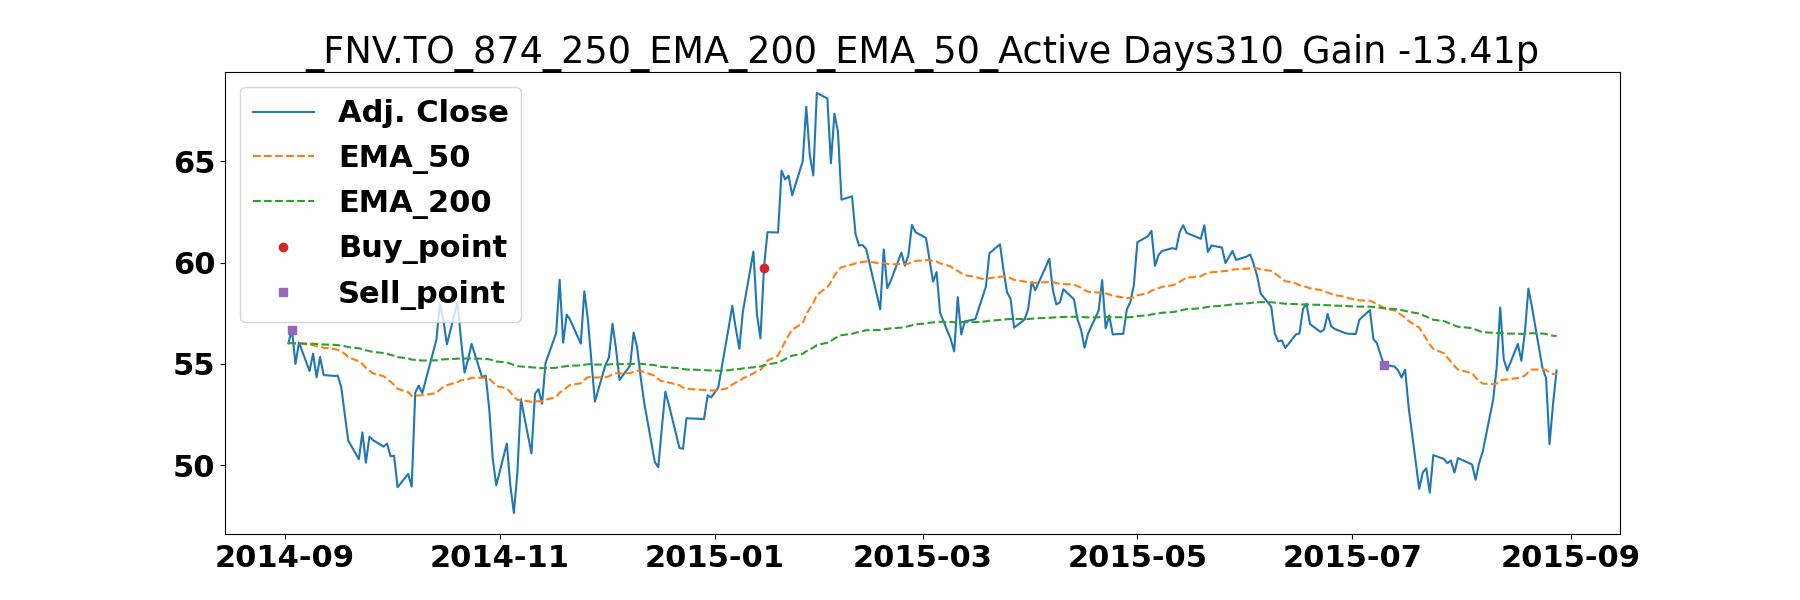 _FNV.TO_874_250_EMA_200_EMA_50_Active Days310_Gain -13.41p
Adj. Close
EMA_50
EMA_200
Buy_point
Sell_point
65
60
55
50
2014-09 2014-11 2015-01 2015-03 2015-05 2015-07 2015-09